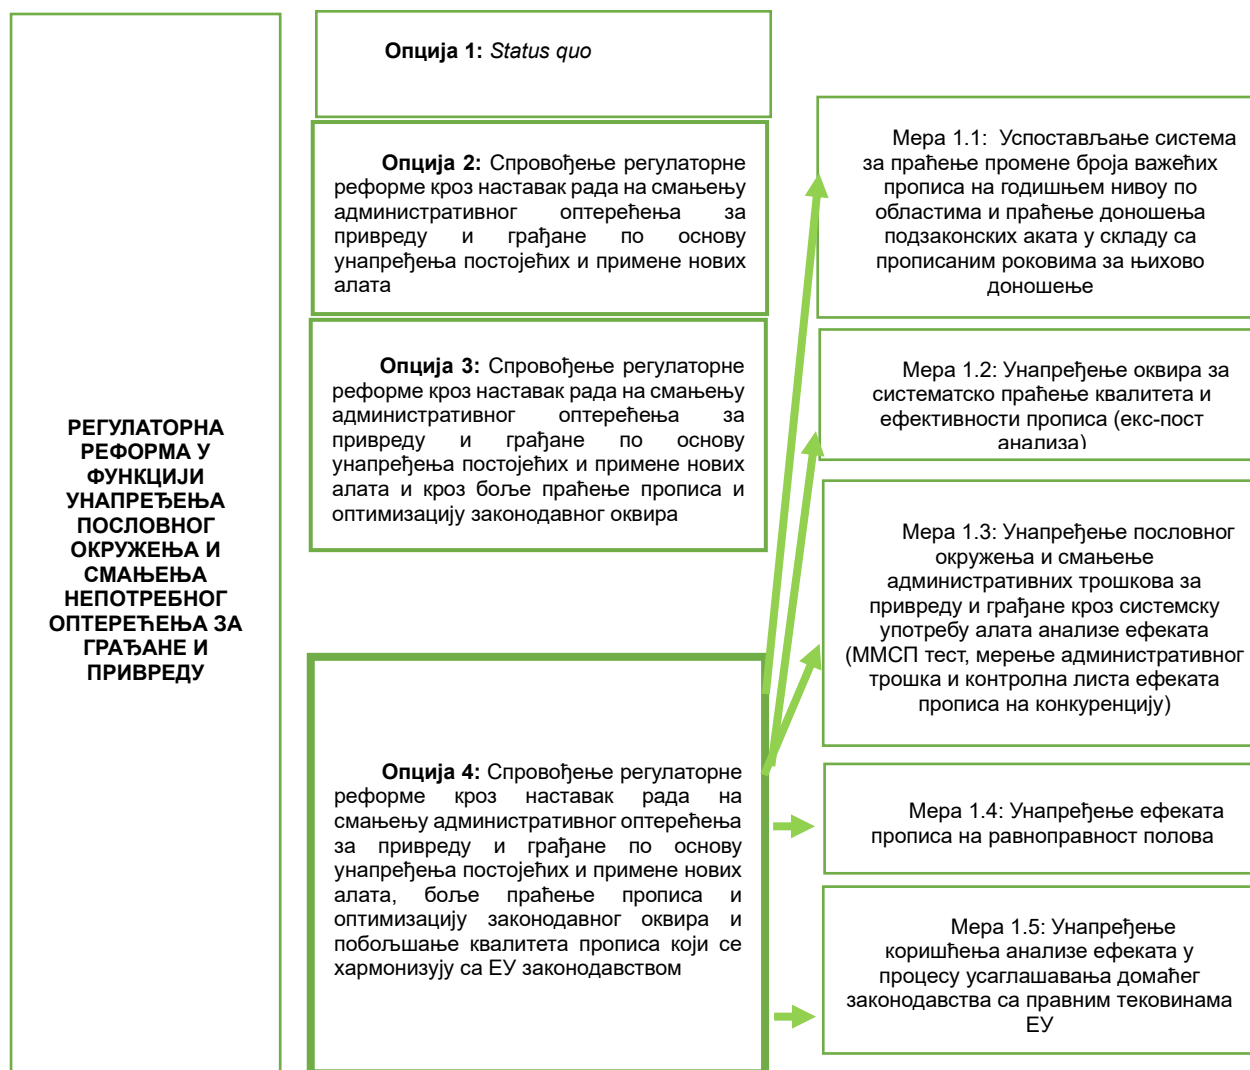 РЕГУЛАТОРНА
РЕФОРМА У
ФУНКЦИЈИ
УНАПРЕЂЕЊА
ПОСЛОВНОГ
ОКРУЖЕЊА И
СМАЊЕЊА
НЕПОТРЕБНОГ
ОПТЕРЕЋЕЊА ЗА
ГРАЂАНЕ И
ПРИВРЕДУ
Опција 1: Status quo
Опција 2: Спровођење регулаторне
реформе кроз наставак рада на смањењу
административног оптерећења за
привреду и грађане по основу
унапређења постојећих и примене нових
алата
Опција 3: Спровођење регулаторне
реформе кроз наставак рада на смањењу
административног оптерећења за
привреду и грађане по основу
унапређења постојећих и примене нових
алата и кроз боље праћење прописа и
оптимизацију законодавног оквира
Опција 4: Спровођење регулаторне
реформе кроз наставак рада на
смањењу административног оптерећења
за привреду и грађане по основу
унапређења постојећих и примене нових
алата, боље праћење прописа и
оптимизацију законодавног оквира и
побољшање квалитета прописа који се
хармонизују са ЕУ законодавством
Мера 1.1: Успостављање система
за праћење промене броја важећих
прописа на годишњем нивоу по
областима и праћење доношења
подзаконских аката у складу са
прописаним роковима за њихово
доношење
Мера 1.2: Унапређење оквира за
систематско праћење квалитета и
ефективности прописа (екс-пост
анализа)
Мера 1.3: Унапређење пословног
окружења и смањење
административних трошкова за
привреду и грађане кроз системску
употребу алата анализе ефеката
(ММСП тест, мерење административног
трошка и контролна листа ефеката
прописа на конкуренцију)
Мера 1.4: Унапређење ефеката
прописа на равноправност полова
Мера 1.5: Унапређење
коришћења анализе ефеката у
процесу усаглашавања домаћег
законодавства са правним тековинама
ЕУ